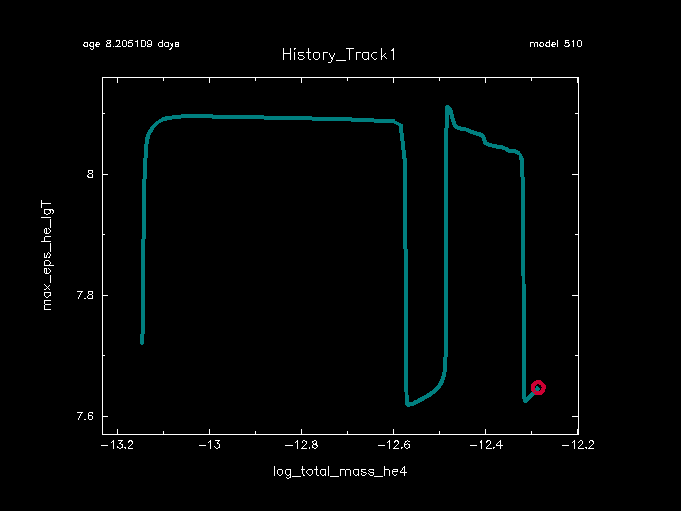 age 8.205109 days
model 510
History_Track1
max_eps_he_lgT
8
7.8
7.6
−13.2
−13
−12.8
−12.6
−12.4
−12.2
log_total_mass_he4